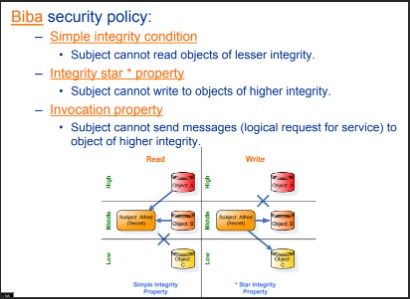 Biba security policy:
– Simple integrity condition
• Subject cannot read objects of lesser integrity.
– Integrity star * property
• Subject cannot write to objects of higher integrity.
– Invocation property
• Subject cannot send messages (logical request for service) to
object of higher integrity.
Read
Write
High
Object: A
High
Object: A
Middle
Subject: Alfred
(Secret)
Object: B
Middle
Subject: Alfred
(Secret)
Object: B
Low
Object:
C
Low
Object:
C
Simple Integrity
Property
* Star Integrity
Property